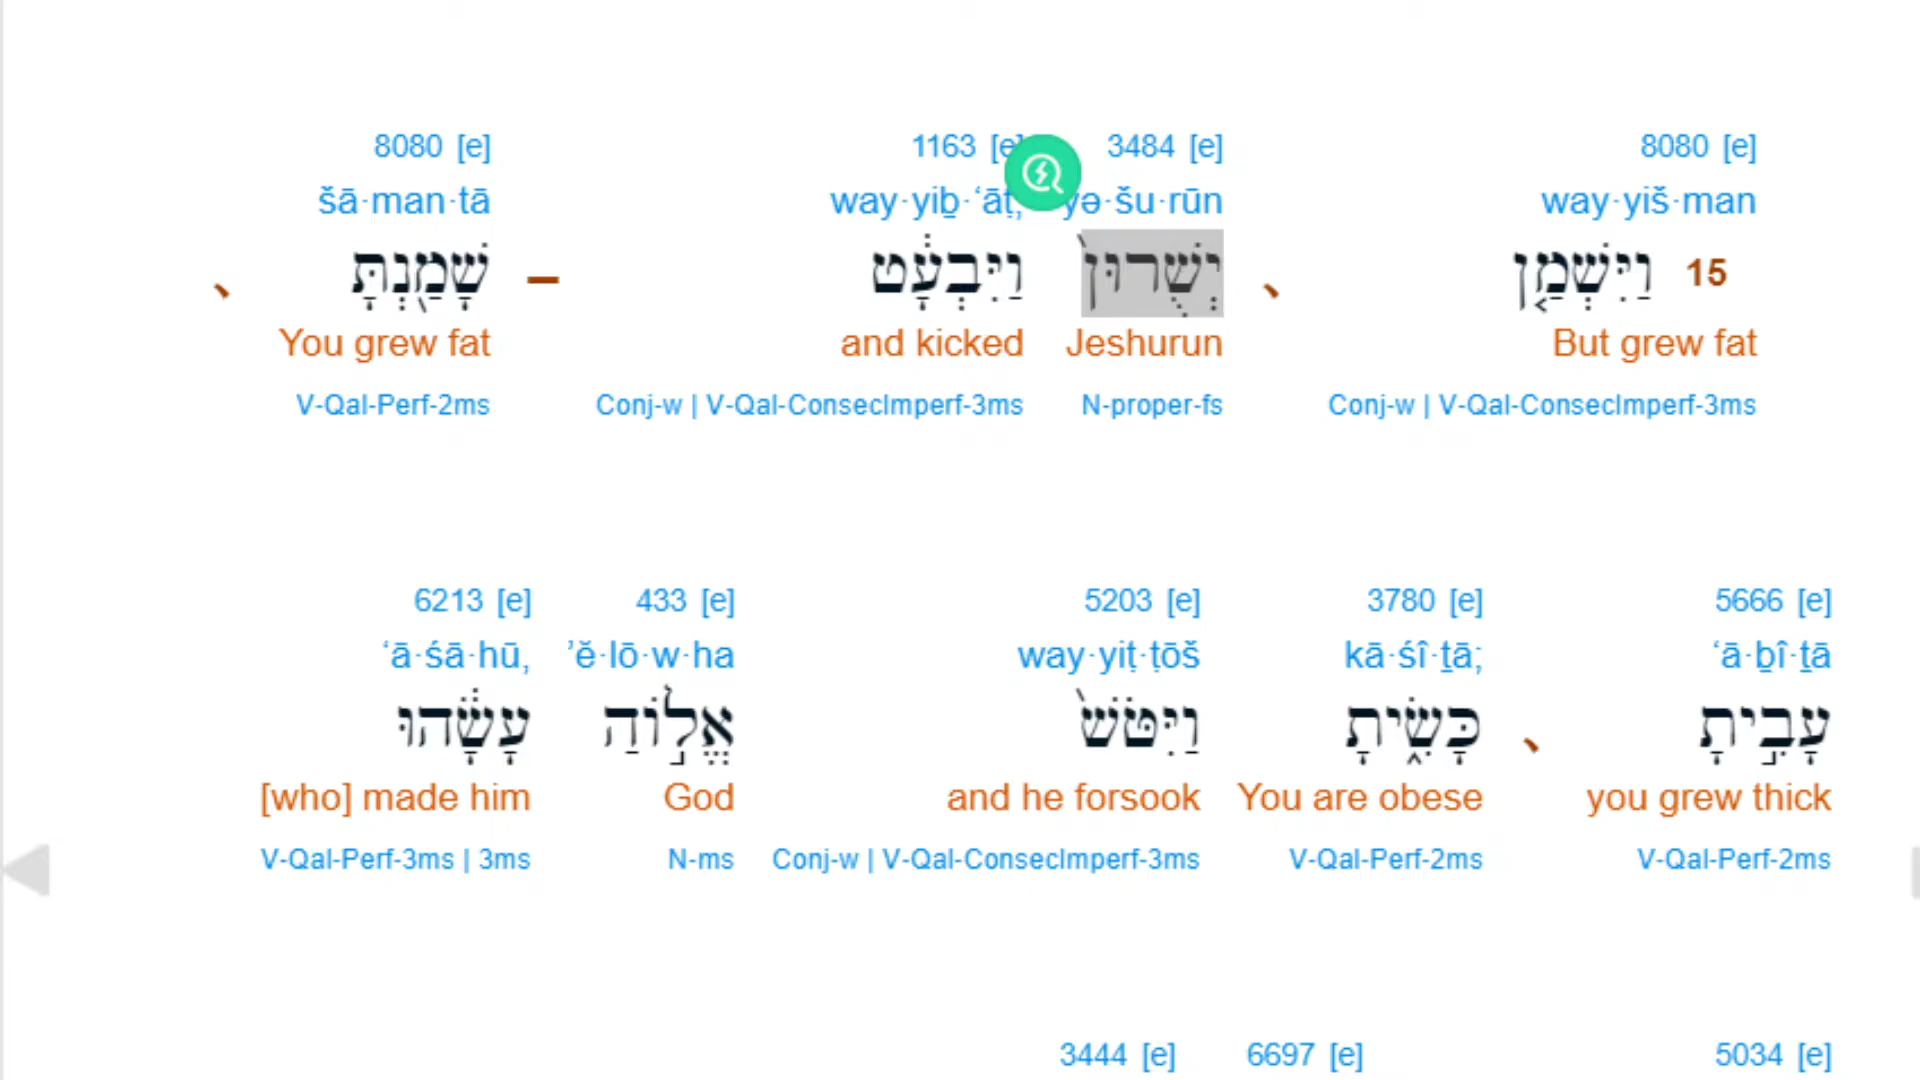 8080 [e] 1163 [e] 3484 [e] 8080 [e]
šā·man·tā way·yiḇ·‘āṭ, yə·šu·rūn way·yiš·man
15 וַיִּשְׁמַ֤ן 、 יְשֻׁרוּן֙ וַיִּבְעָ֔ט – שָׁמַ֖נְתָּ 、
You grew fat and kicked Jeshurun But grew fat
V-Qal-Perf-2ms Conj-w | V-Qal-ConsecImperf-3ms N-proper-fs Conj-w | V-Qal-ConsecImperf-3ms
6213 [e] 433 [e] 5203 [e] 3780 [e] 5666 [e]
‘ā·śā·hū, ’ĕ·lō·w·ha way·yiṭ·ṭōš kā·śî·ṯā; ‘ā·ḇî·ṯā
עָבִ֣יתָ 、 כָּשִׂ֑יתָ וַיִּטֹּשׁ֙ אֱל֣וֹהַּ עָשָׂ֔הוּ
[who] made him God and he forsook You are obese you grew thick
V-Qal-Perf-3ms | 3ms N-ms Conj-w | V-Qal-ConsecImperf-3ms V-Qal-Perf-2ms V-Qal-Perf-2ms
3444 [e] 6697 [e] 5034 [e]